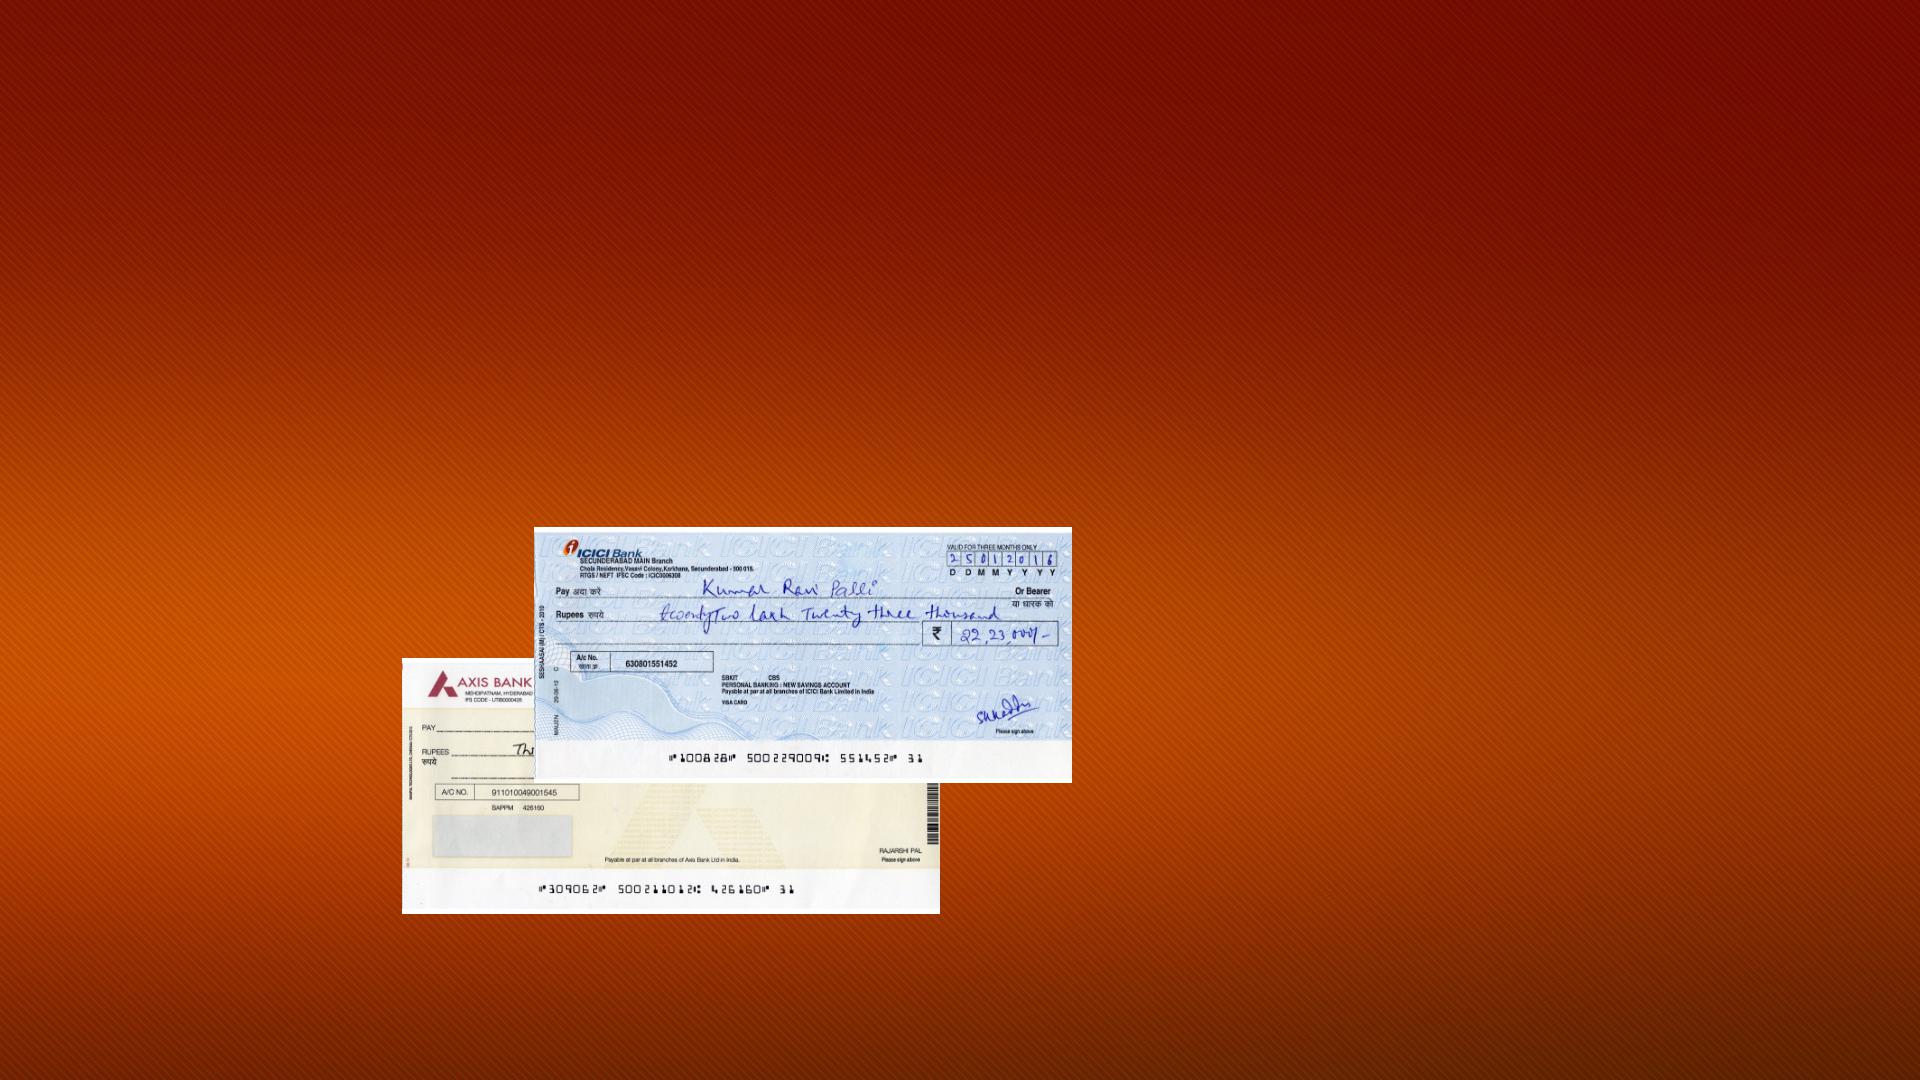 ICICI Bank
SECUNDERABAD MAIN Branch
Chola Residency,Vasavi Colony,Karkhana, Secunderabad - 500 015.
RTGS / NEFT IFSC Code : ICIC0006308
VALID FOR THREE MONTHS ONLY
2 5 0 1 2 0 1 6
D D M M Y Y Y Y
Pay अदा करें Kumar Ravi Palli Or Bearer
या धारक को
Rupees रुपये twentyTwo lakh Twenty three thousand
₹ 22,23,000/-
A/c No. 630801551452
खाता क्र.
SBKIT CBS
PERSONAL BANKING : NEW SAVINGS ACCOUNT
Payable at par at all branches of ICICI Bank Limited in India
VISA CARD
Please sign above
⑈100828⑈ 500229009⑆ 551452⑈ 31
AXIS BANK
MEHDIPATNAM, HYDERABAD
IFS CODE - UTIB0000426
PAY
RUPEES
रुपये
A/C NO. 911010049001545
SAPPM 426160
Payable at par at all branches of Axis Bank Ltd in India.
RAJARSHI PAL
Please sign above
⑈309062⑈ 500211012⑆ 426160⑈ 31